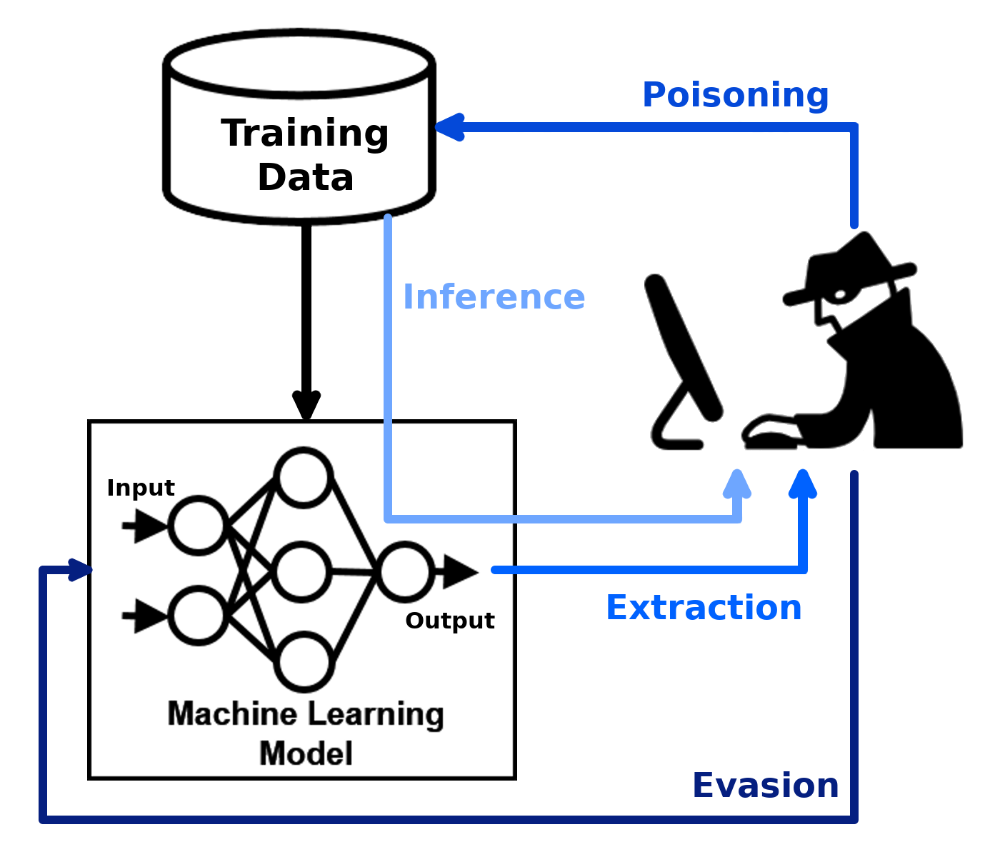 Poisoning
Training
Data
Inference
Input
Output
Extraction
Machine Learning
Model
Evasion